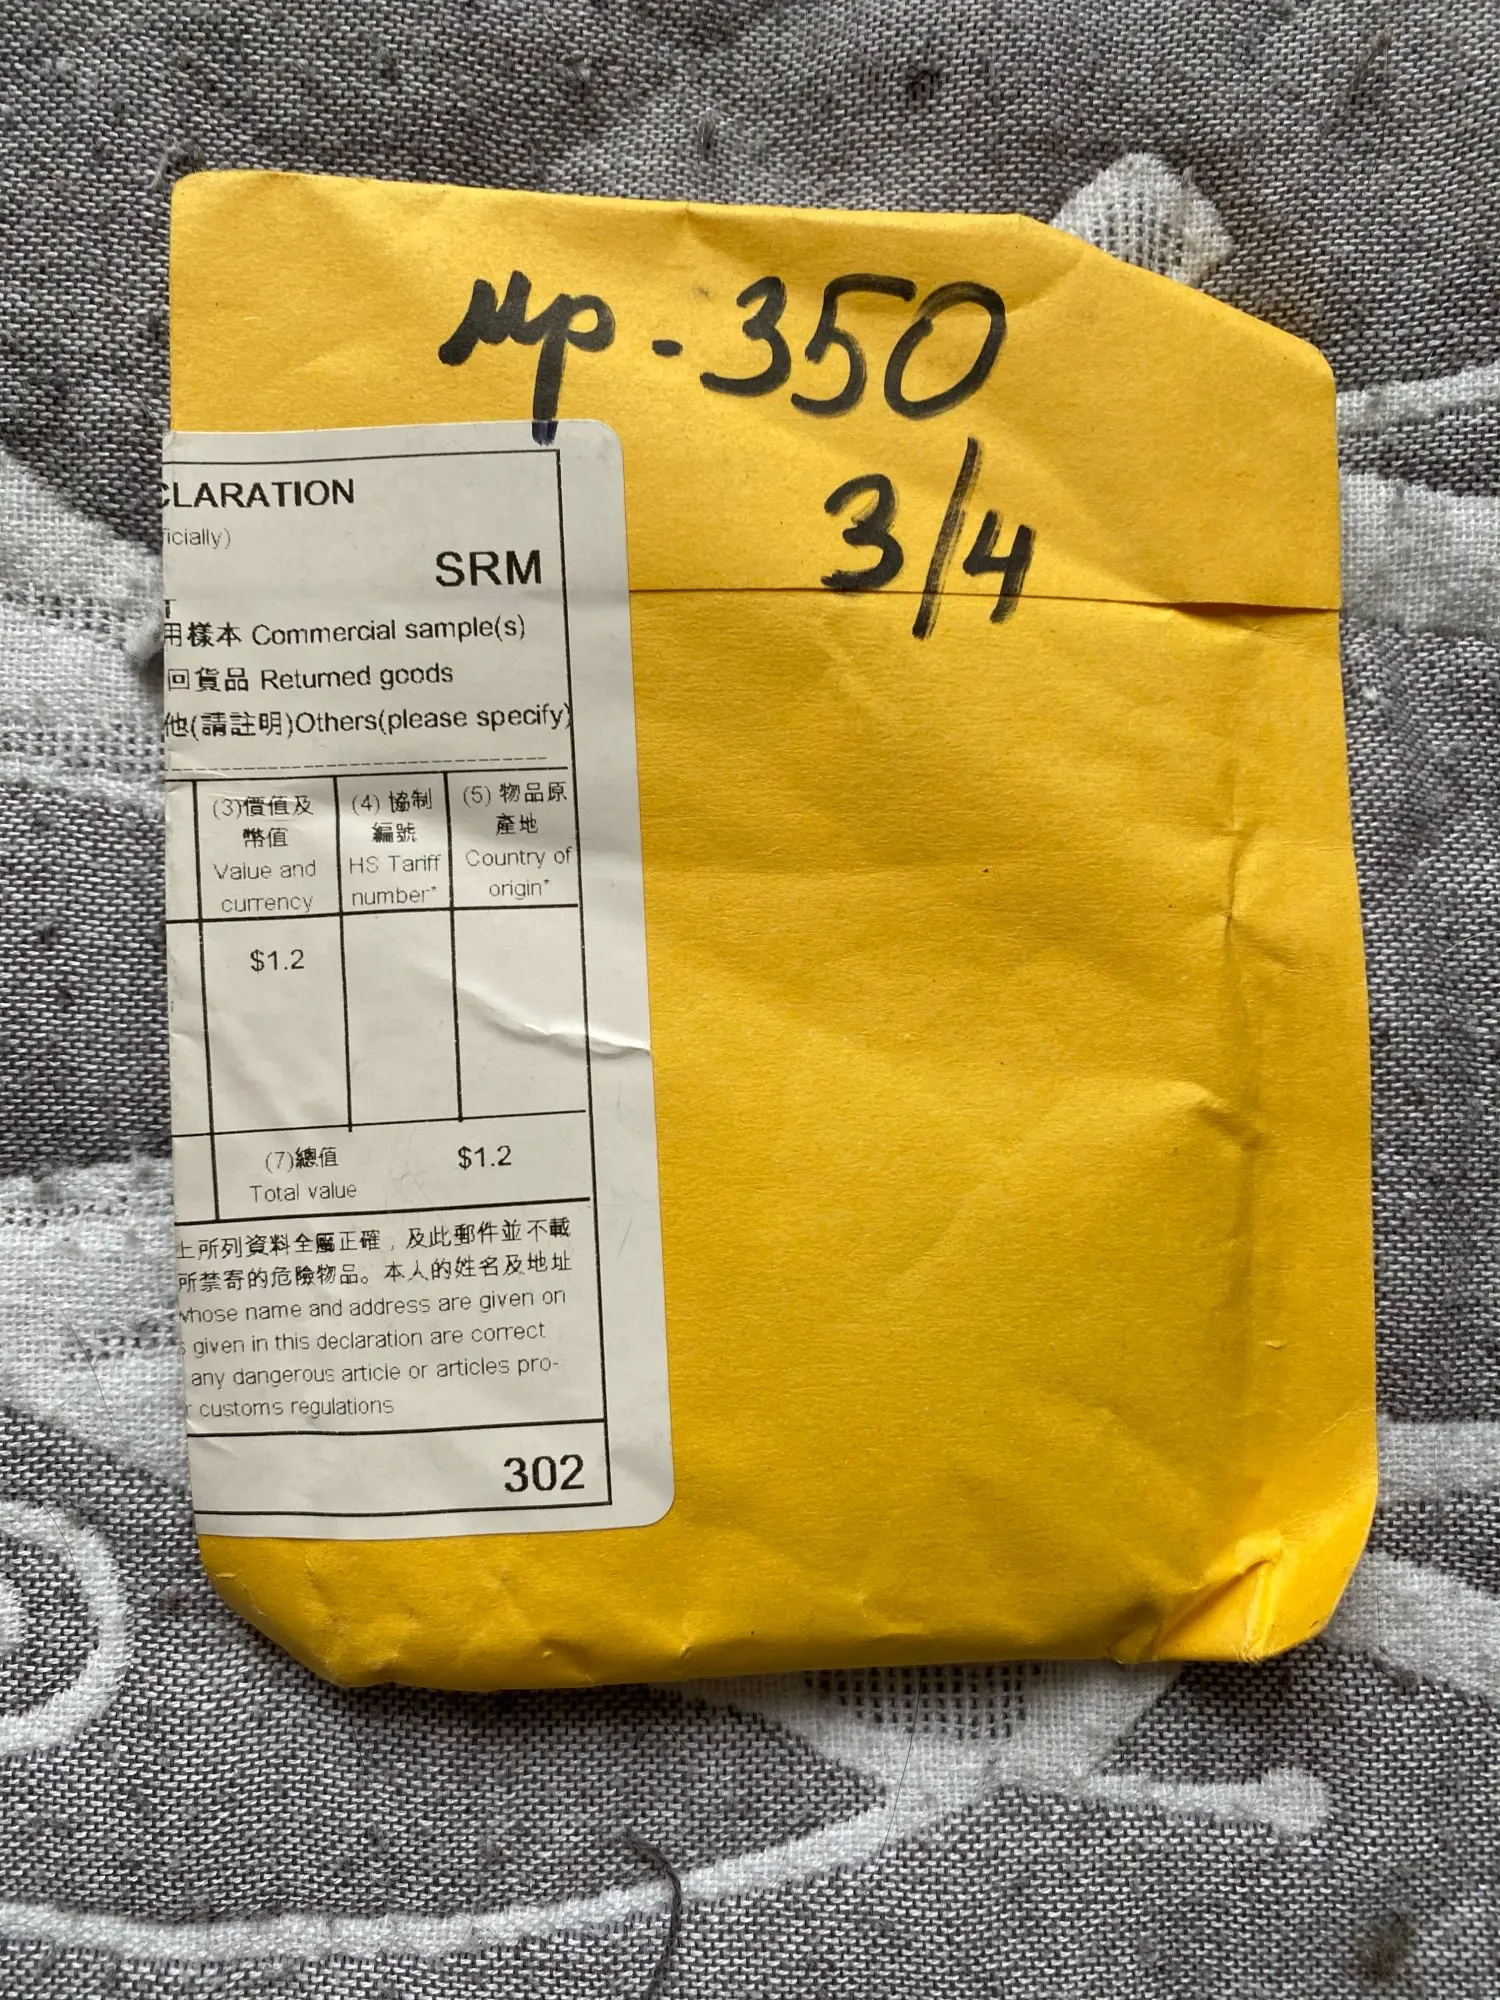 мр-350
3/4
CLARATION
icially)
SRM
用樣本 Commercial sample(s)
回貨品 Returned goods
他(請註明)Others(please specify)
(3)價值及
幣值
Value and
currency
(4) 協制
編號
HS Tariff
number*
(5) 物品原
產地
Country of
origin*
$1.2
(7)總值
Total value
$1.2
上所列資料全屬正確，及此郵件並不載
所禁寄的危險物品。本人的姓名及地址
whose name and address are given on
s given in this declaration are correct
any dangerous article or articles pro-
r customs regulations
302